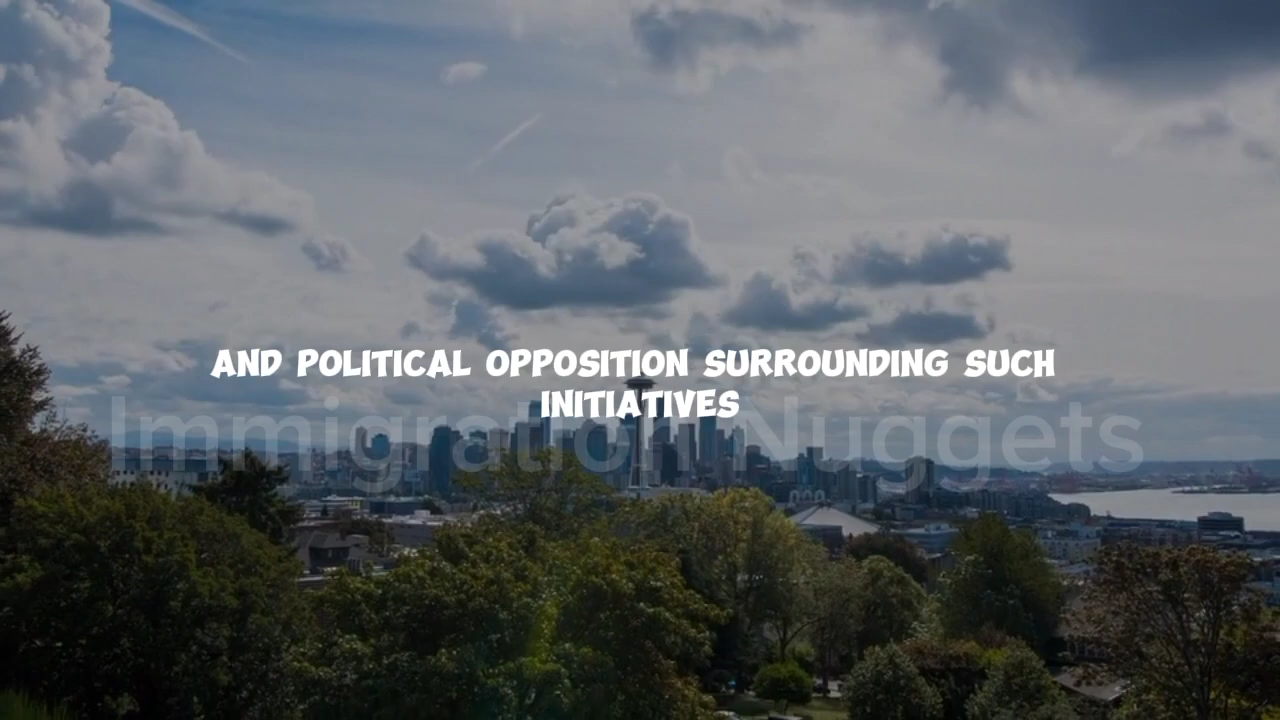 AND POLITICAL OPPOSITION SURROUNDING SUCH
INITIATIVES
Immigration Nuggets